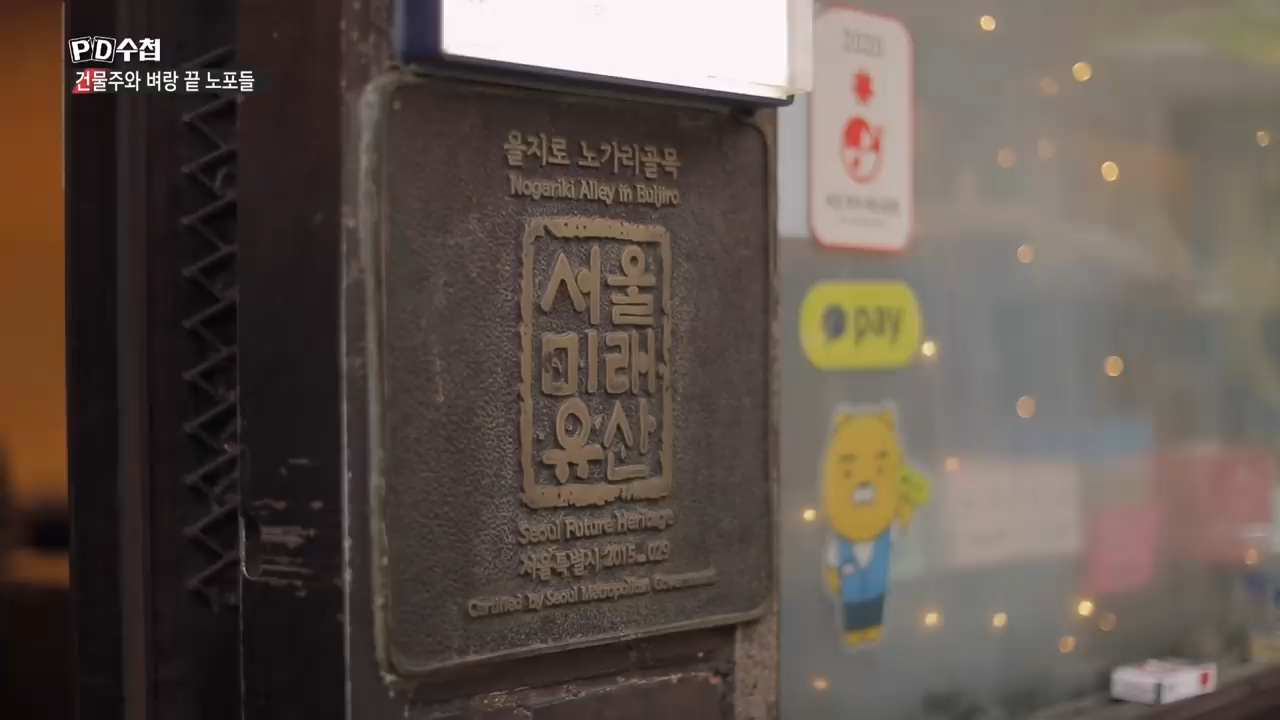 PD수첩
건물주와 벼랑 끝 노포들
을지로 노가리골목
Nogariki Alley in Euljiro
서울
미래
유산
Seoul Future Heritage
서울특별시 2015_029
Certified by Seoul Metropolitan Government
pay